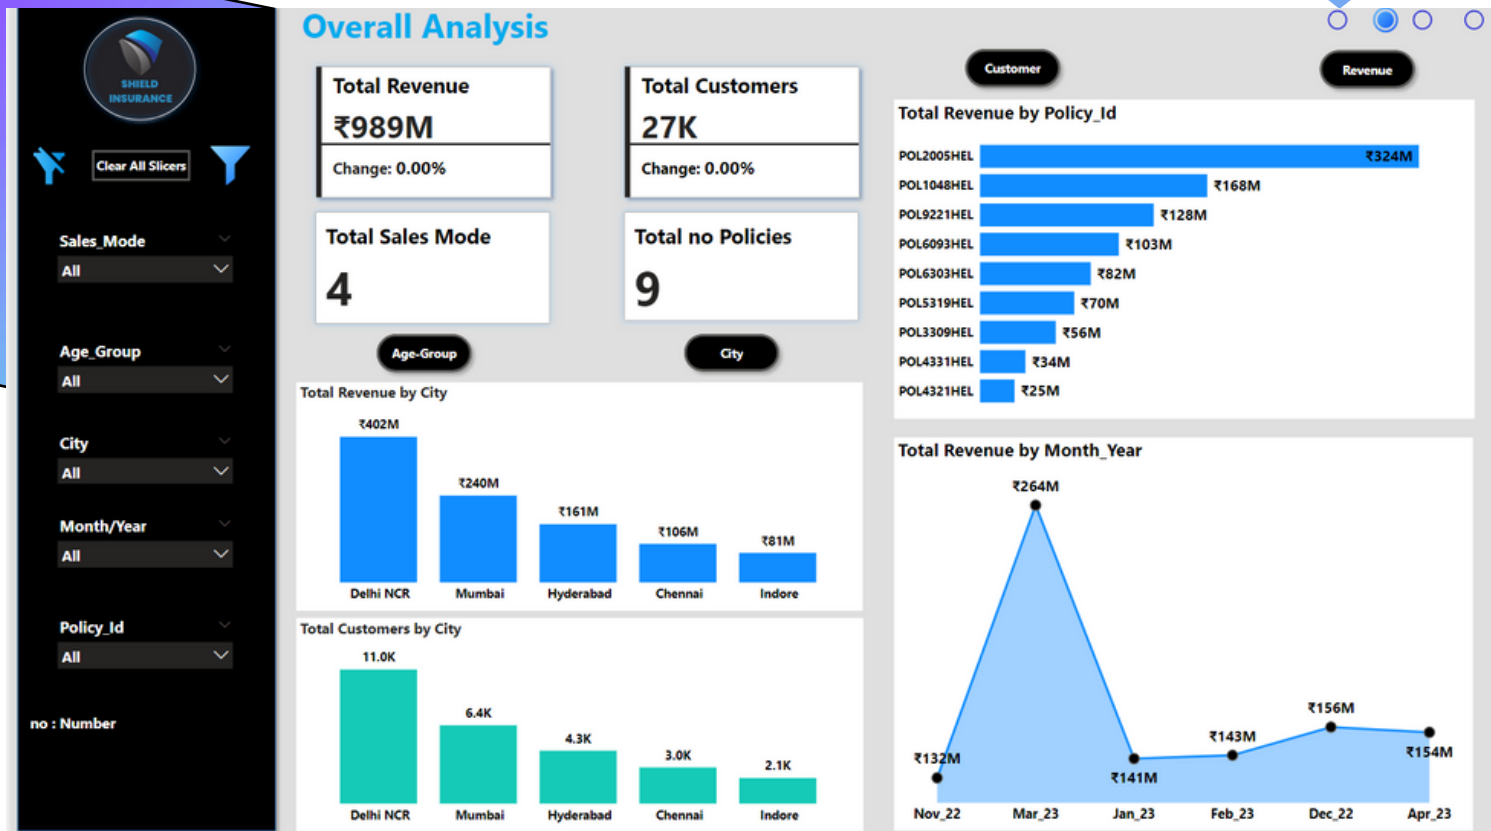 SHIELD
INSURANCE
Clear All Slicers
Sales_Mode
All
Age_Group
All
City
All
Month/Year
All
Policy_Id
All
no : Number
Overall Analysis
Total Revenue
₹989M
Change: 0.00%
Total Customers
27K
Change: 0.00%
Total Sales Mode
4
Total no Policies
9
Age-Group
City
Total Revenue by City
₹402M
₹240M
₹161M
₹106M
₹81M
Delhi NCR Mumbai Hyderabad Chennai Indore
Total Customers by City
11.0K
6.4K
4.3K
3.0K
2.1K
Delhi NCR Mumbai Hyderabad Chennai Indore
Customer
Revenue
Total Revenue by Policy_Id
POL2005HEL ₹324M
POL1048HEL ₹168M
POL9221HEL ₹128M
POL6093HEL ₹103M
POL6303HEL ₹82M
POL5319HEL ₹70M
POL3309HEL ₹56M
POL4331HEL ₹34M
POL4321HEL ₹25M
Total Revenue by Month_Year
₹132M
₹264M
₹141M
₹143M
₹156M
₹154M
Nov_22 Mar_23 Jan_23 Feb_23 Dec_22 Apr_23